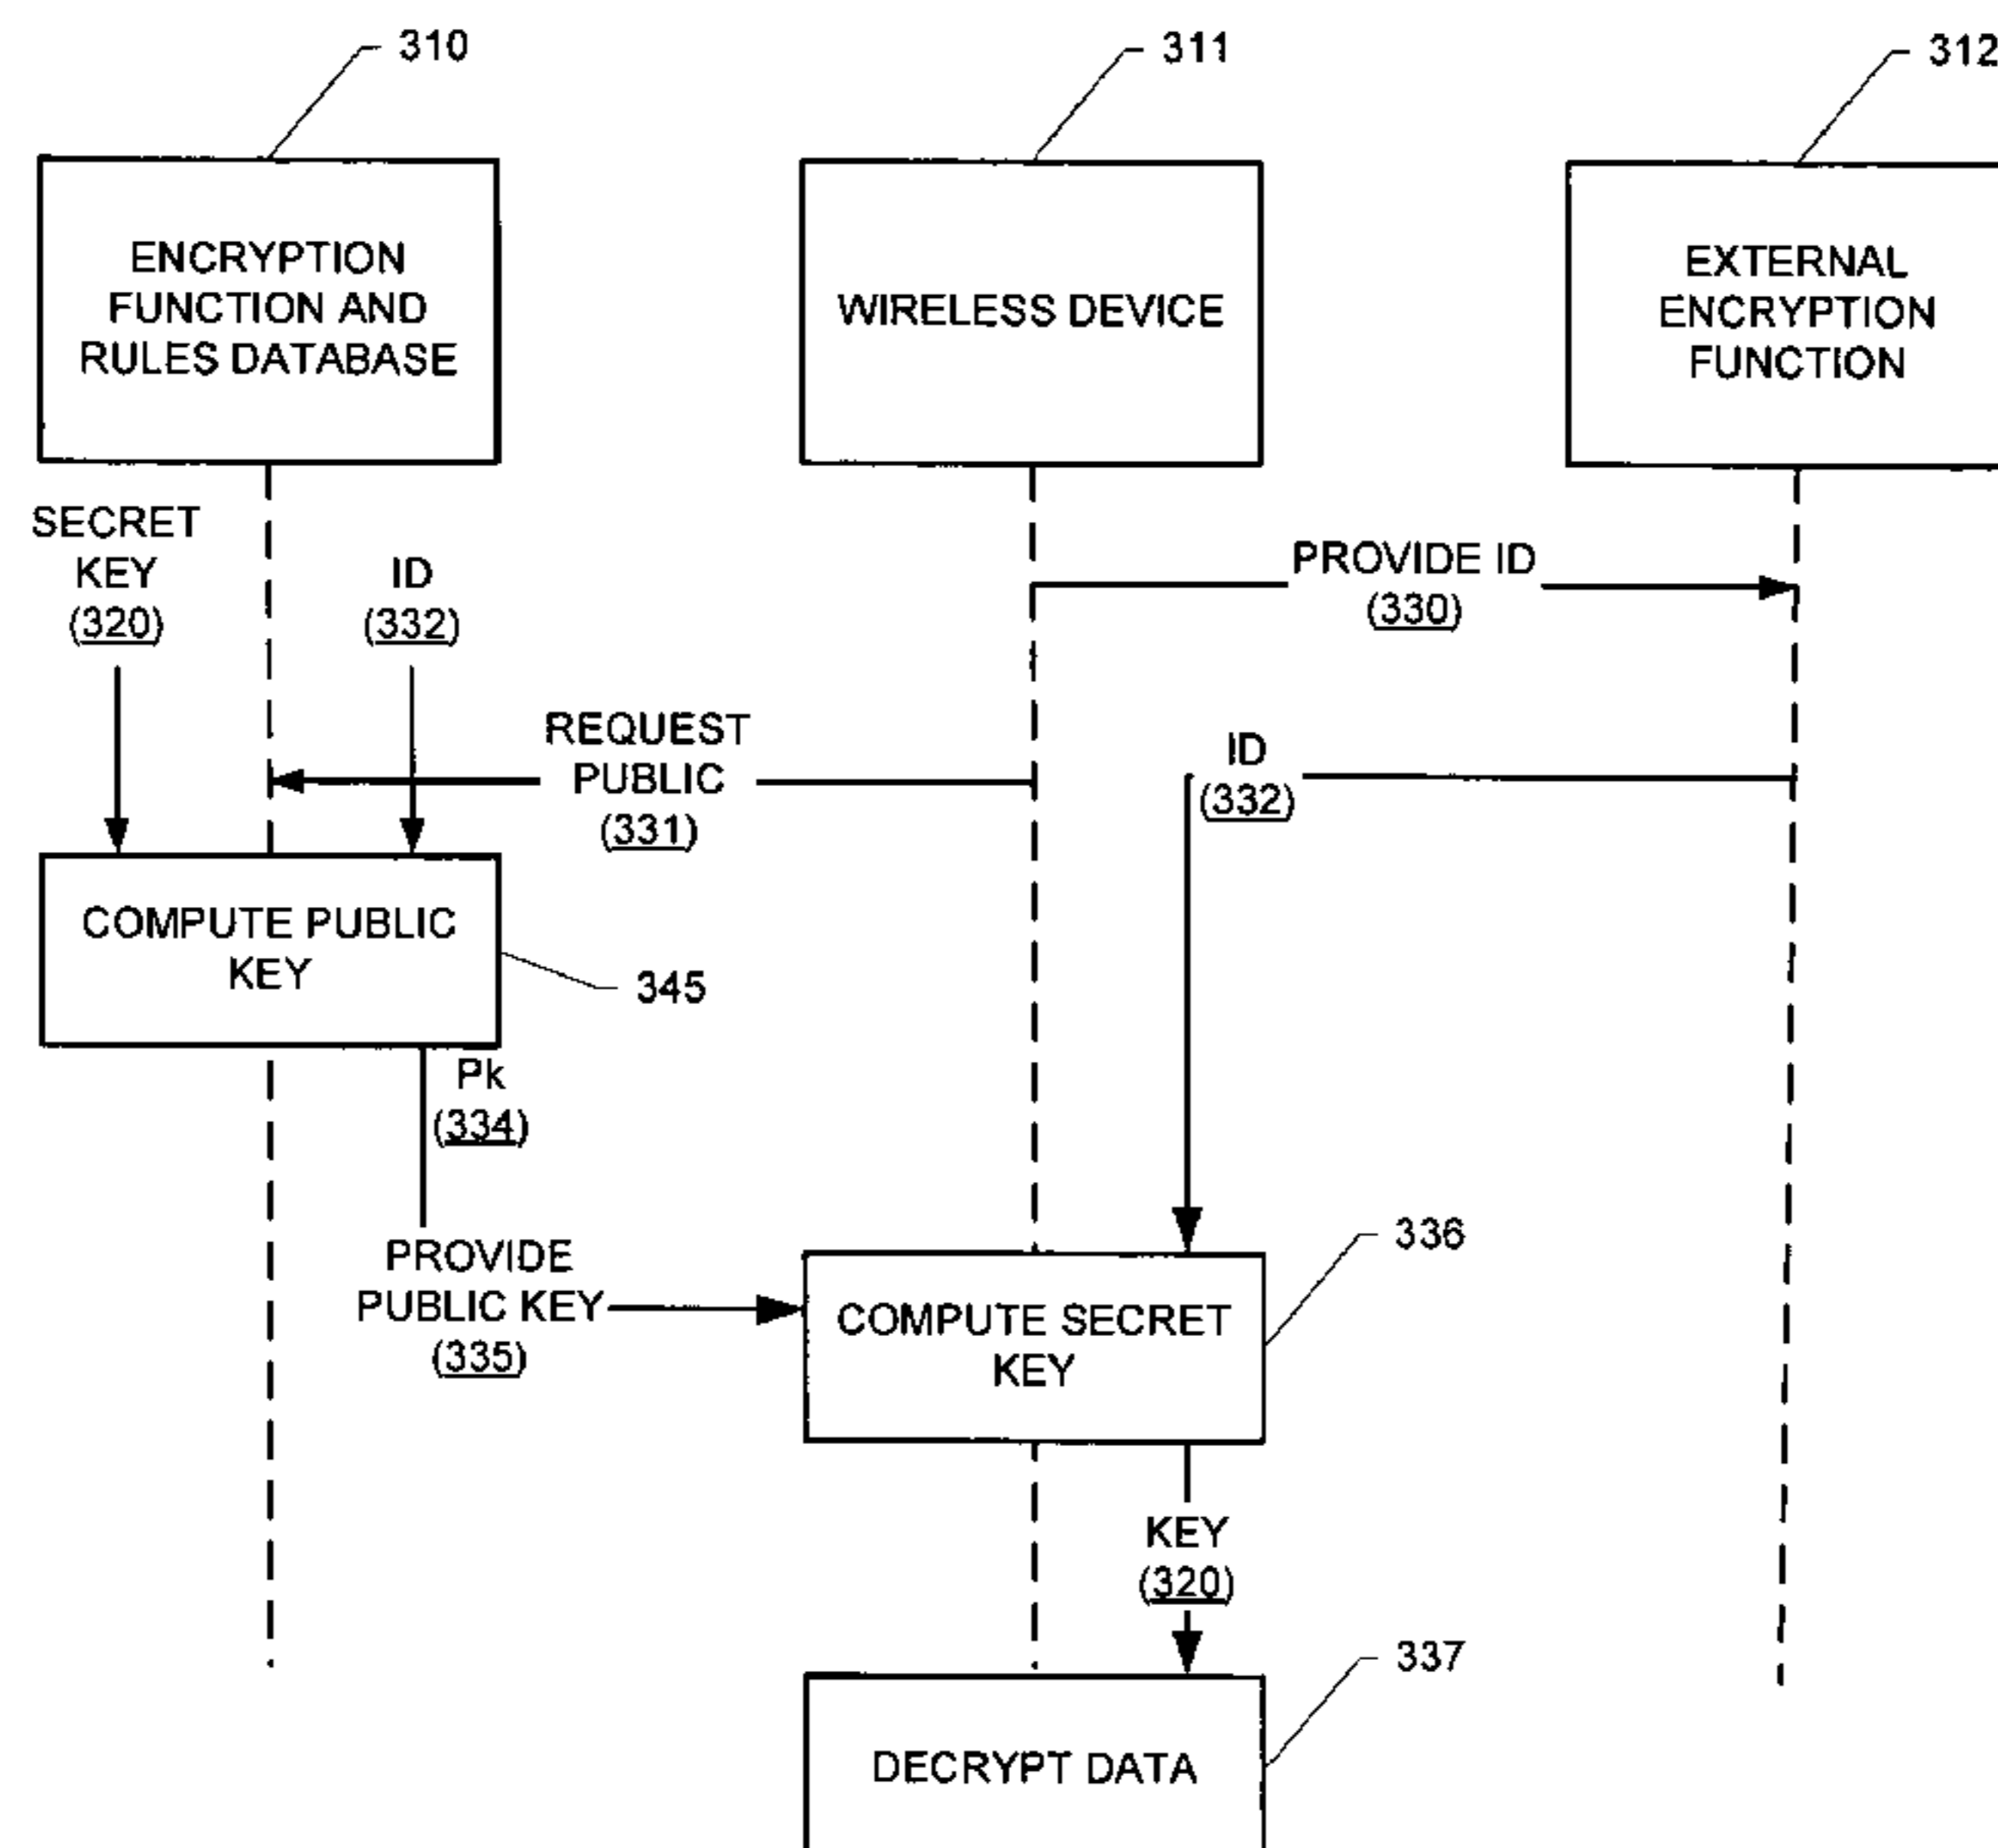 310
311
312
ENCRYPTION
FUNCTION AND
RULES DATABASE
WIRELESS DEVICE
EXTERNAL
ENCRYPTION
FUNCTION
SECRET
KEY
(320)
ID
(332)
PROVIDE ID
(330)
REQUEST
PUBLIC
(331)
ID
(332)
COMPUTE PUBLIC
KEY
345
Pk
(334)
PROVIDE
PUBLIC KEY
(335)
336
COMPUTE SECRET
KEY
KEY
(320)
337
DECRYPT DATA